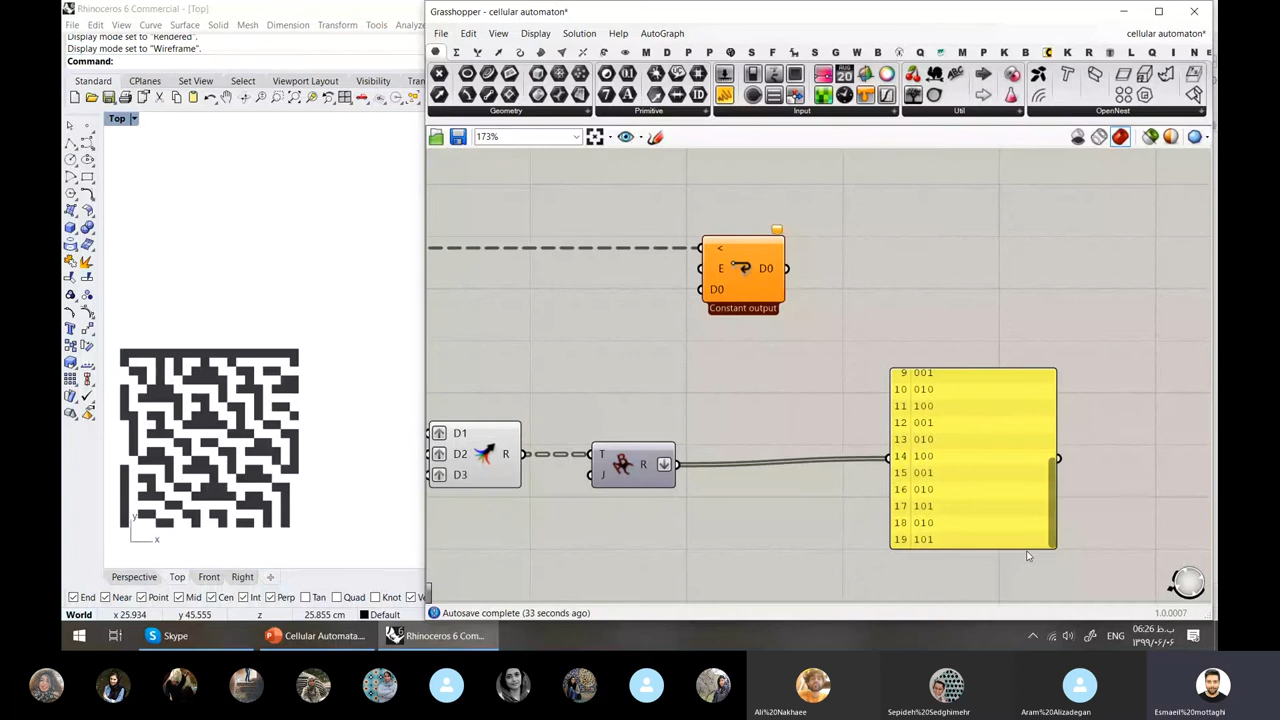 Rhinoceros 6 Commercial - [Top]
File Edit View Curve Surface Solid Mesh Dimension Transform Tools Analyze
Display mode set to "Rendered".
Display mode set to "Wireframe".
Command:
Standard CPlanes Set View Select Viewport Layout Visibility
Top
y
x
Perspective Top Front Right
End Near Point Mid Cen Int Perp Tan Quad Knot
World x 25.934 y 45.555 z 25.855 cm Default
Grasshopper - cellular automaton*
File Edit View Display Solution Help AutoGraph
cellular automaton*
M D P P S F S G W B Q M P K B K L Q I N E
Geometry Primitive Input Util OpenNest
173%
< E D0 D0
Constant output
D1
D2 R
D3
T R
J
9 001
10 010
11 100
12 001
13 010
14 100
15 001
16 010
17 101
18 010
19 101
Autosave complete (33 seconds ago)
1.0.0007
Skype
Cellular Automata...
Rhinoceros 6 Com...
ENG
06:26 ب.ظ
۱۳۹۹/۰۶/۰۶
Ali%20Nakhaee
Sepideh%20Sedghimehr
Aram%20Alizadegan
Esmaeil%20mottaghi